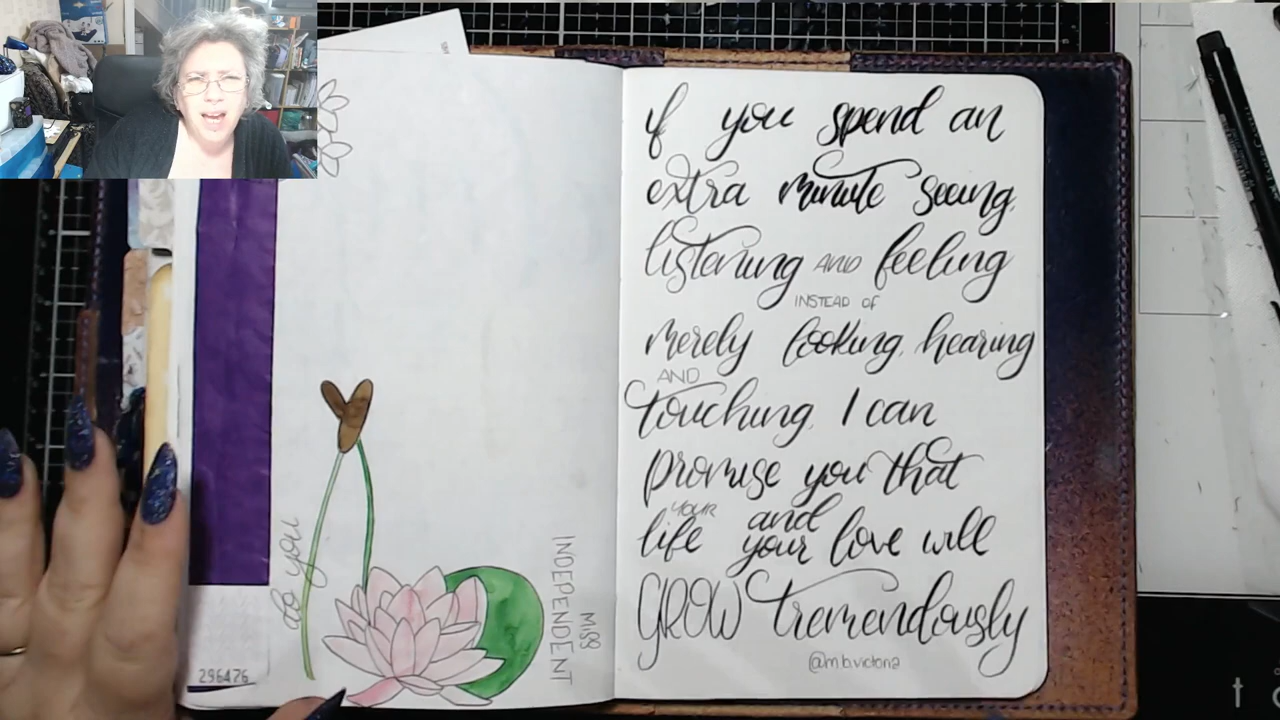 do you
INDEPENDENT
MISS
296476
if you spend an
extra minute seeing,
listening AND feeling
INSTEAD OF
merely looking, hearing
AND
touching, I can
promise you that
YOUR and
life your love will
GROW tremendously
@m.b.victoria
t